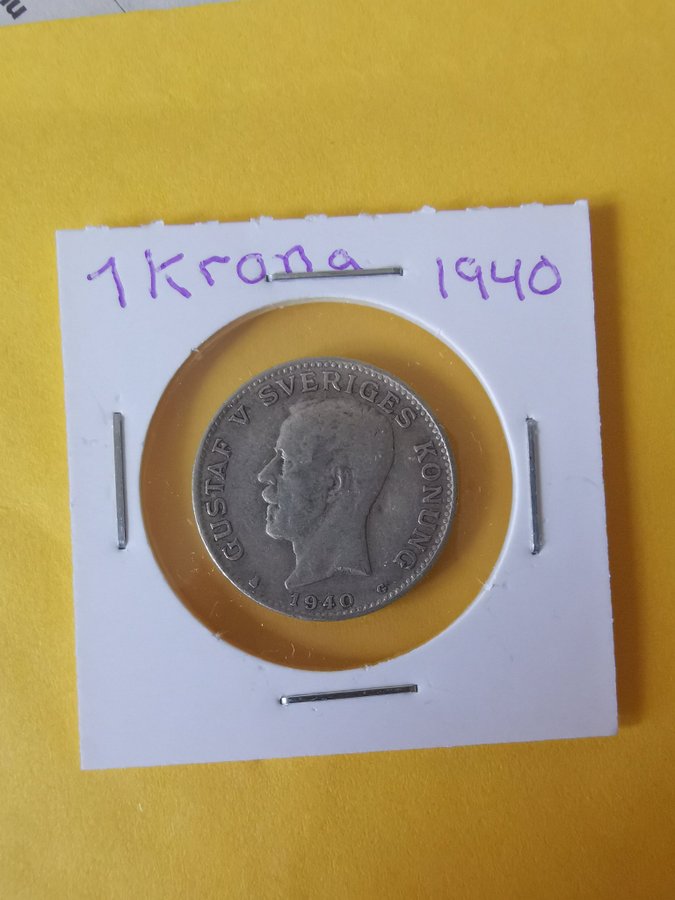 1 Krona 1940
GUSTAF V SVERIGES KONUNG
1940 G